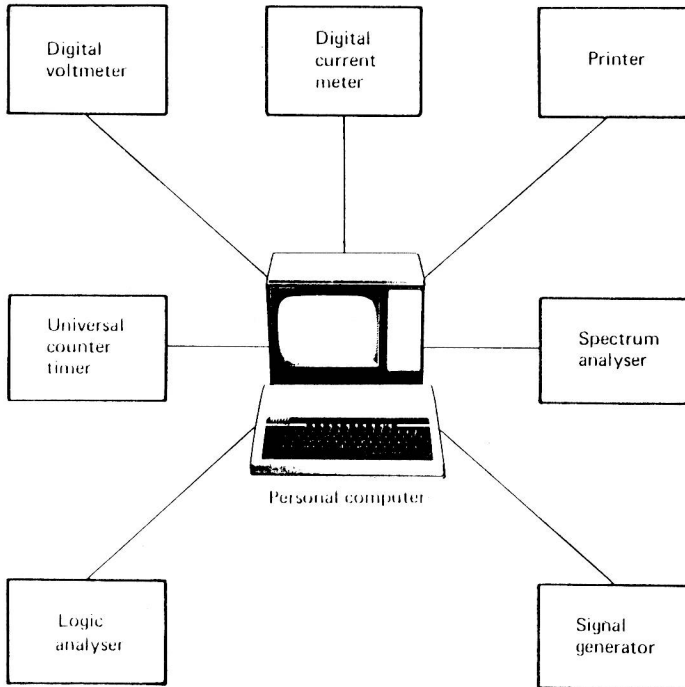 Digital
voltmeter
Digital
current
meter
Printer
Universal
counter
timer
Spectrum
analyser
Personal computer
Logic
analyser
Signal
generator